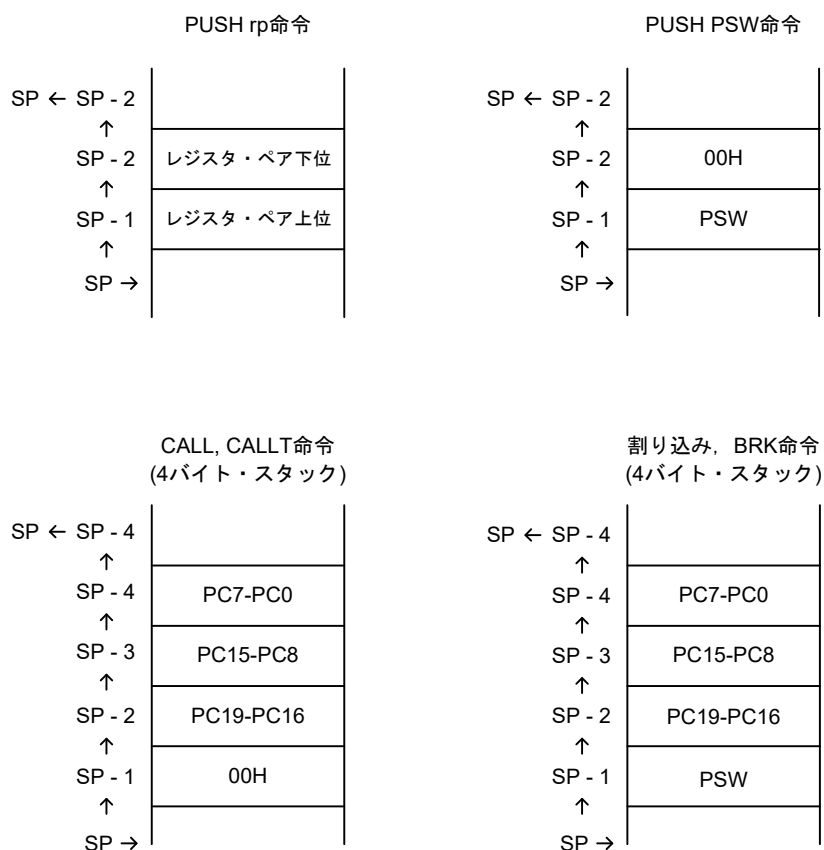 PUSH rp命令
SP ← SP - 2
↑
SP - 2 レジスタ・ペア下位
↑
SP - 1 レジスタ・ペア上位
↑
SP →
PUSH PSW命令
SP ← SP - 2
↑
SP - 2 00H
↑
SP - 1 PSW
↑
SP →
CALL, CALLT命令
(4バイト・スタック)
SP ← SP - 4
↑
SP - 4 PC7-PC0
↑
SP - 3 PC15-PC8
↑
SP - 2 PC19-PC16
↑
SP - 1 00H
↑
SP →
割り込み，BRK命令
(4バイト・スタック)
SP ← SP - 4
↑
SP - 4 PC7-PC0
↑
SP - 3 PC15-PC8
↑
SP - 2 PC19-PC16
↑
SP - 1 PSW
↑
SP →